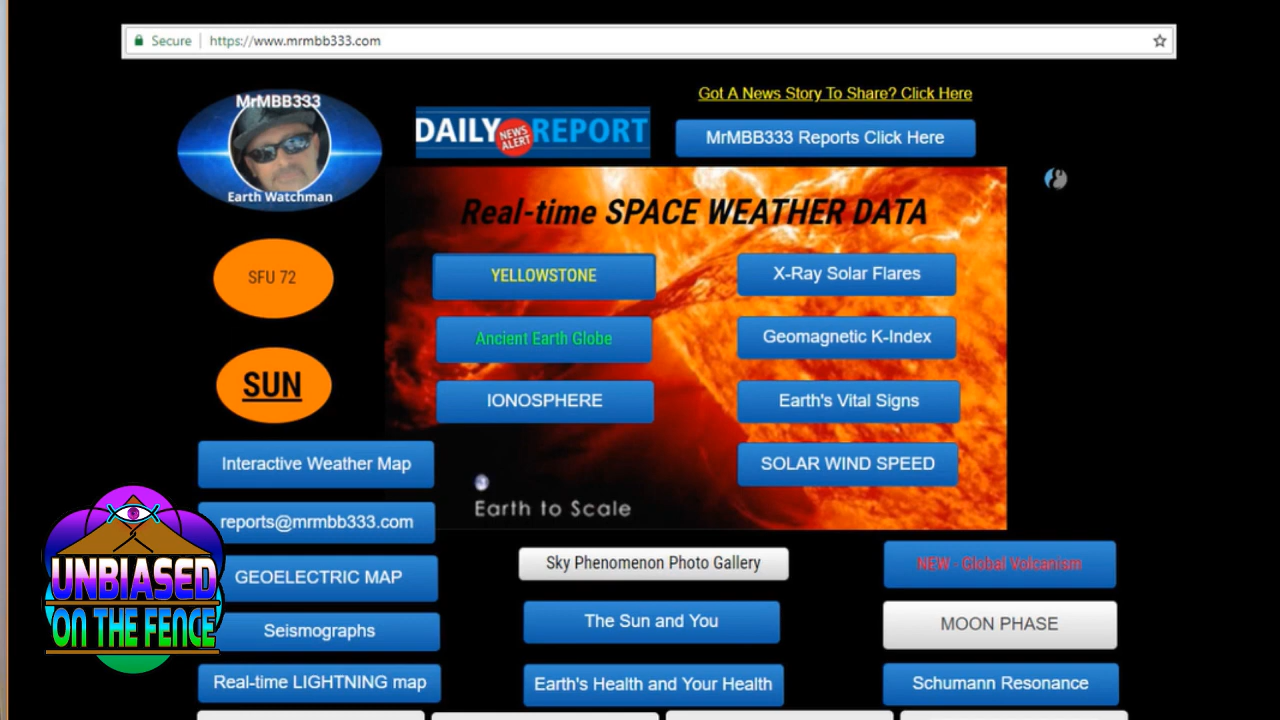 Secure | https://www.mrmbb333.com
MrMBB333
Earth Watchman
DAILY NEWS ALERT REPORT
Got A News Story To Share? Click Here
MrMBB333 Reports Click Here
Real-time SPACE WEATHER DATA
SFU 72
YELLOWSTONE
X-Ray Solar Flares
Ancient Earth Globe
Geomagnetic K-Index
SUN
IONOSPHERE
Earth's Vital Signs
Interactive Weather Map
SOLAR WIND SPEED
Earth to Scale
reports@mrmbb333.com
Sky Phenomenon Photo Gallery
NEW - Global Volcanism
GEOELECTRIC MAP
The Sun and You
MOON PHASE
Seismographs
Real-time LIGHTNING map
Earth's Health and Your Health
Schumann Resonance
UNBIASED
ON THE FENCE